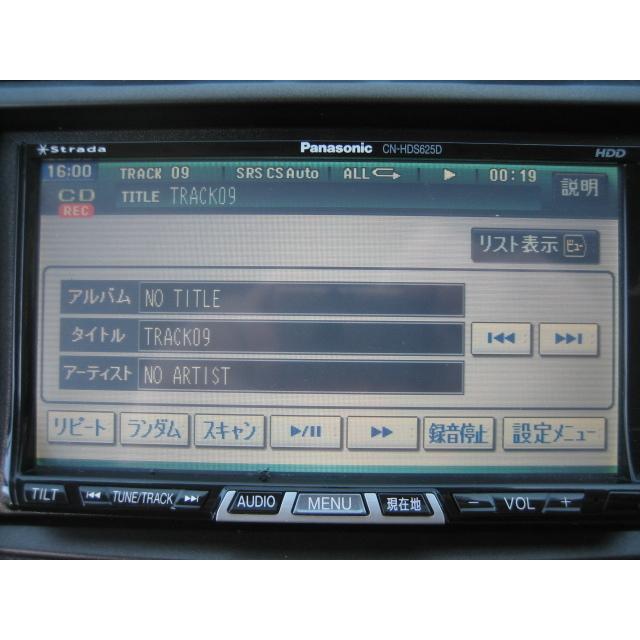 Strada Panasonic CN-HDS625D HDD
16:00 TRACK 09 SRS CS Auto ALL 00:19 説明
CD TITLE TRACK09
REC
リスト表示 ビュー
アルバム NO TITLE
タイトル TRACK09
アーティスト NO ARTIST
リピート ランダム スキャン 録音停止 設定メニュー
TILT TUNE/TRACK AUDIO MENU 現在地 − VOL +